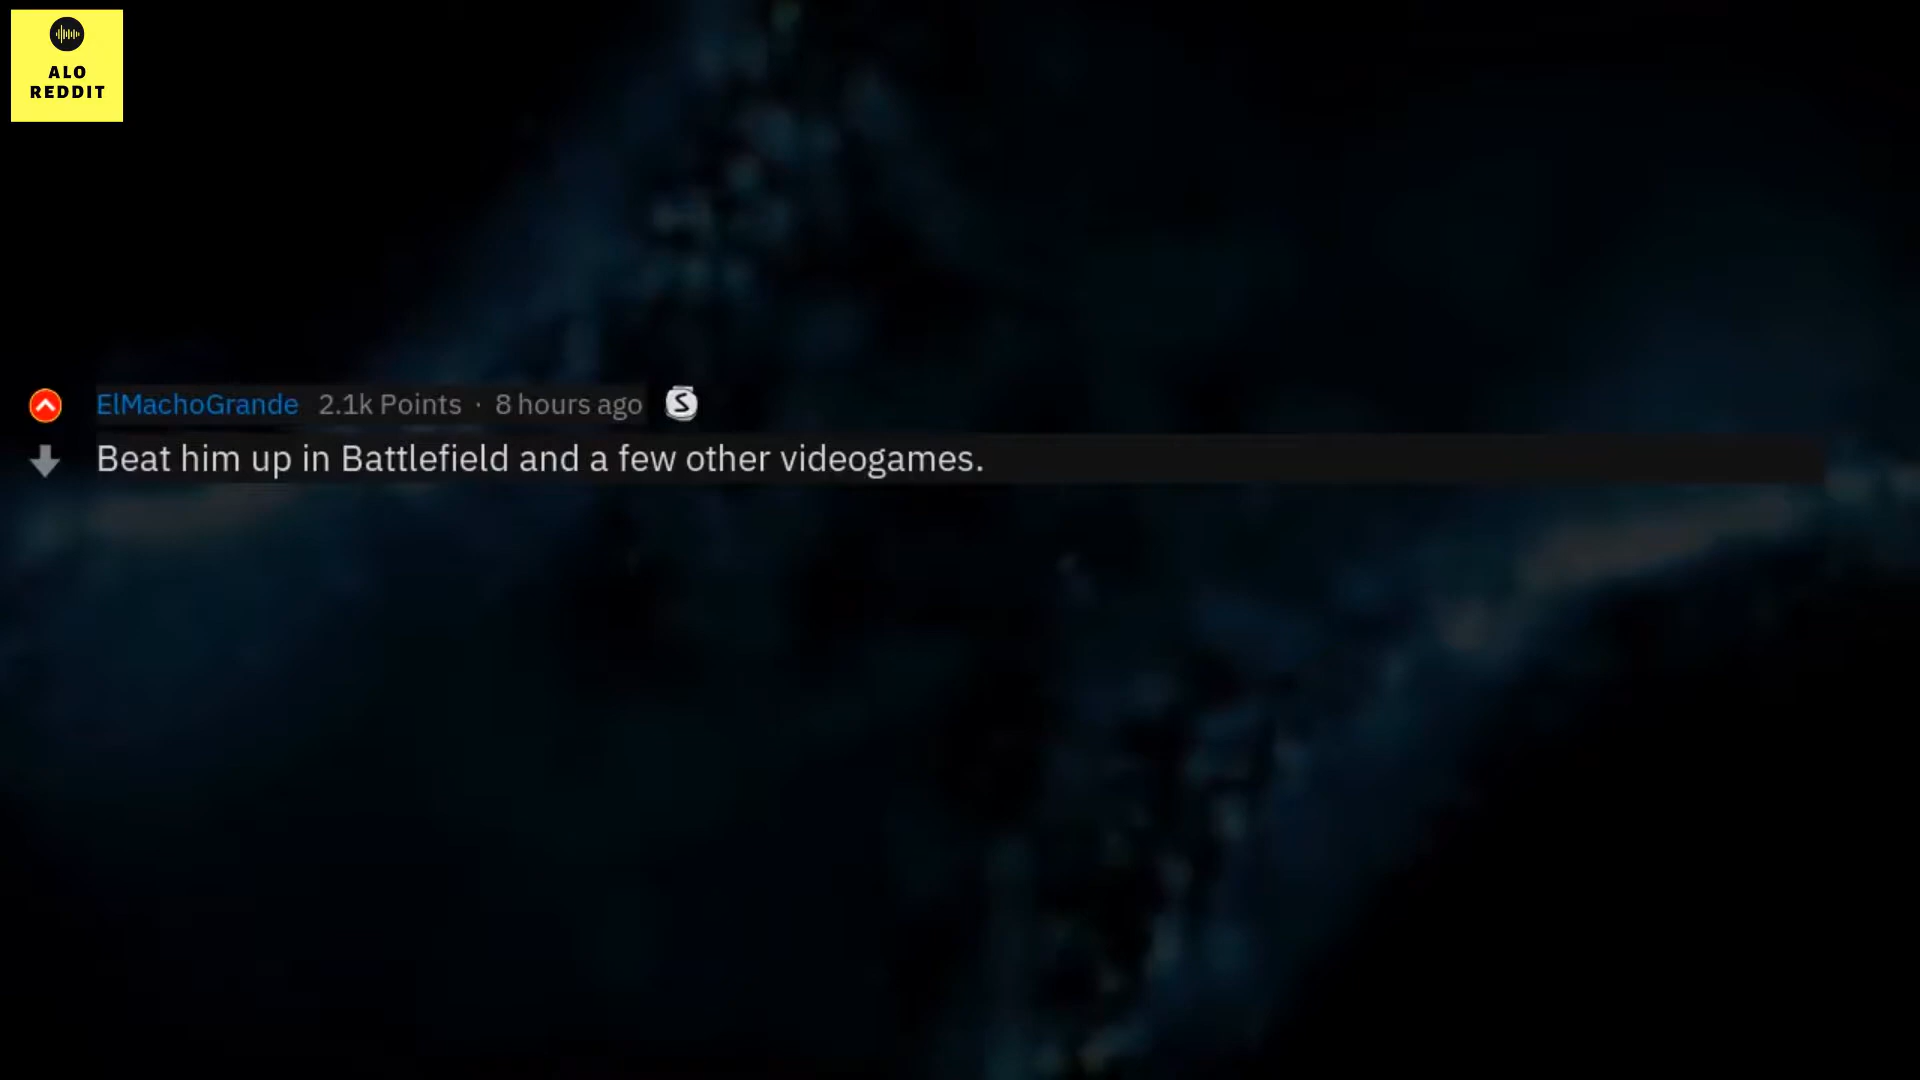 ALO
REDDIT
ElMachoGrande 2.1k Points · 8 hours ago S
Beat him up in Battlefield and a few other videogames.